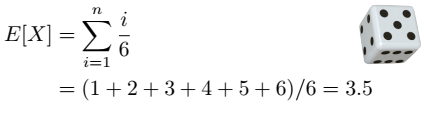 E[X] = \sum_{i=1}^{n} \frac{i}{6}
= (1 + 2 + 3 + 4 + 5 + 6)/6 = 3.5